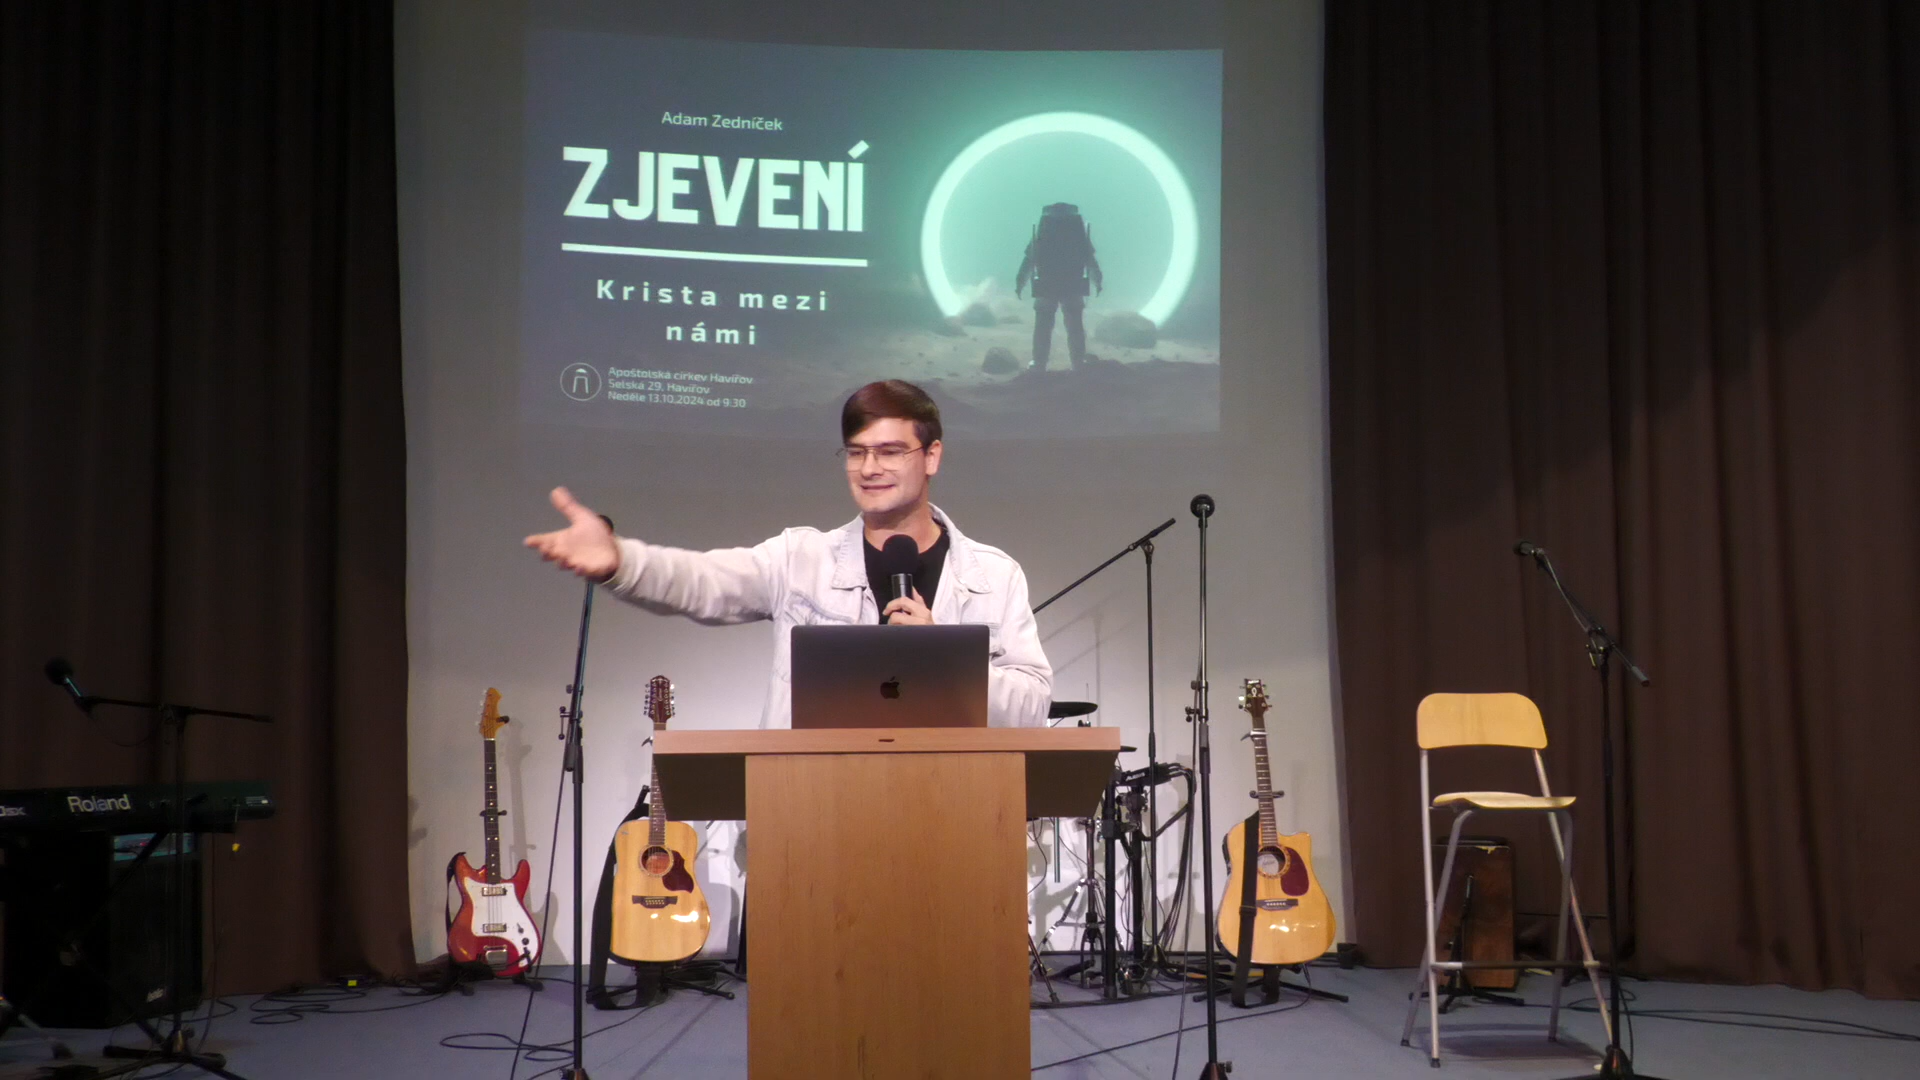 Adam Zedníček
ZJEVENÍ
Krista mezi
námi
Apoštolská církev Havířov
Selská 29, Havířov
Neděle 13.10.2024 od 9:30
Roland